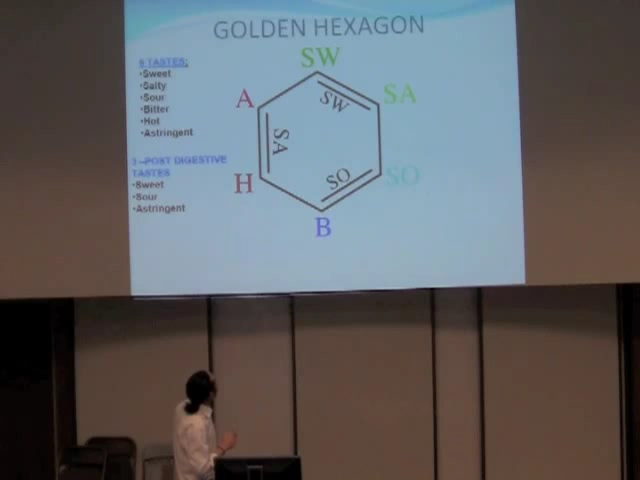 GOLDEN HEXAGON
6 TASTES:
•Sweet
•Salty
•Sour
•Bitter
•Hot
•Astringent
3 –POST DIGESTIVE
TASTES
•Sweet
•Sour
•Astringent
SW
SA
SO
B
H
A
SW
SO
SA